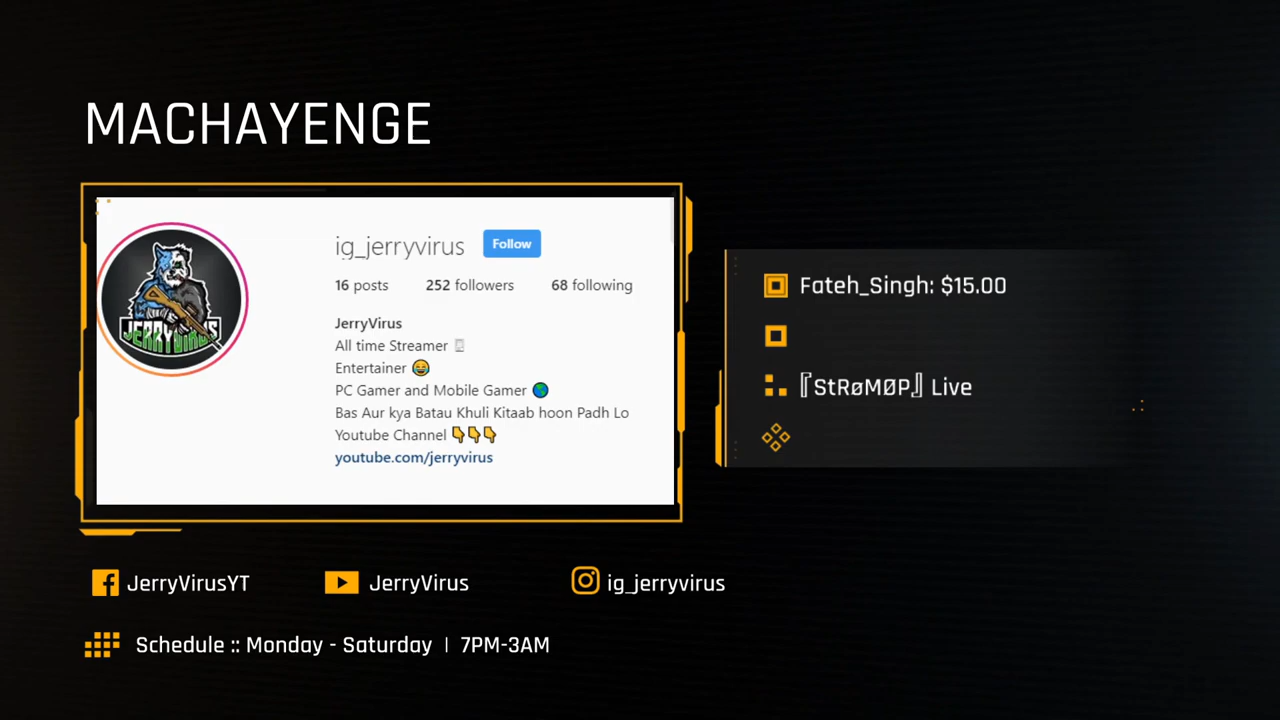 MACHAYENGE
JERRYVIRUS
ig_jerryvirus Follow
16 posts 252 followers 68 following
JerryVirus
All time Streamer
Entertainer 😂
PC Gamer and Mobile Gamer 🌎
Bas Aur kya Batau Khuli Kitaab hoon Padh Lo
Youtube Channel 👇👇👇
youtube.com/jerryvirus
Fateh_Singh: $15.00
『StRøMØP』 Live
JerryVirusYT JerryVirus ig_jerryvirus
Schedule :: Monday - Saturday | 7PM-3AM